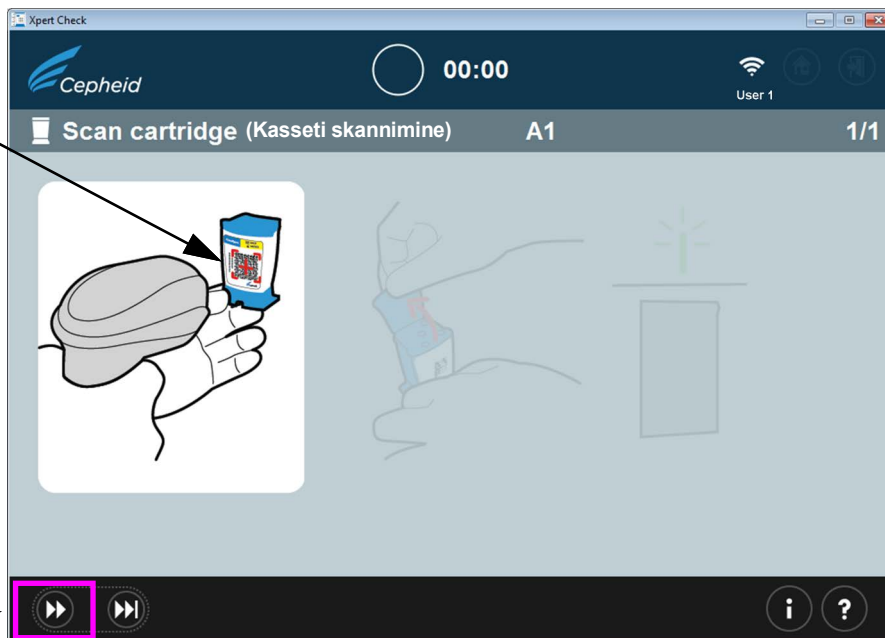 Xpert Check
Cepheid
00:00
User 1
Scan cartridge (Kasseti skannimine)
A1
1/1
i
?